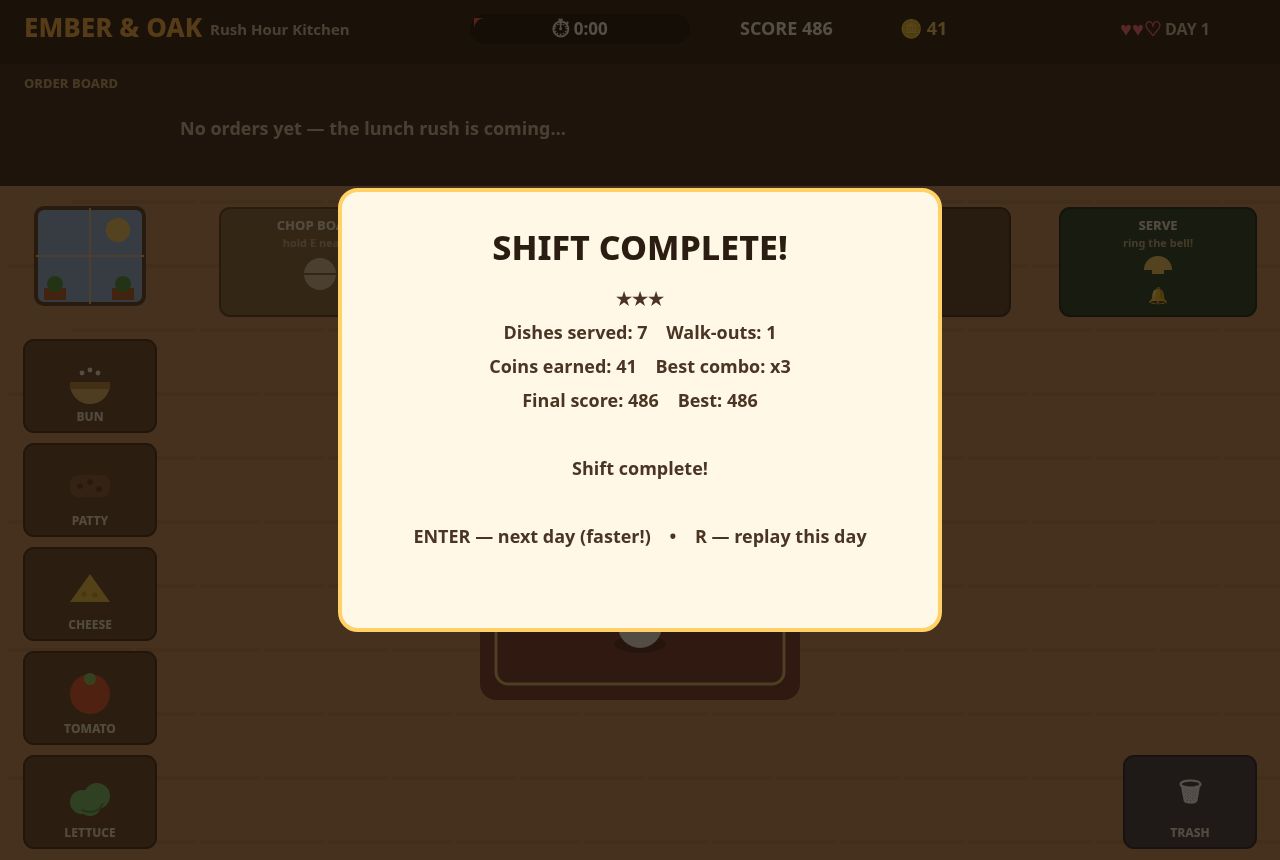 EMBER & OAK Rush Hour Kitchen
0:00
SCORE 486
41
DAY 1
ORDER BOARD
No orders yet — the lunch rush is coming...
CHOP BOA
hold E nea
SERVE
ring the bell!
SHIFT COMPLETE!
★★★
Dishes served: 7 Walk-outs: 1
Coins earned: 41 Best combo: x3
Final score: 486 Best: 486
Shift complete!
ENTER — next day (faster!) • R — replay this day
BUN
PATTY
CHEESE
TOMATO
LETTUCE
TRASH